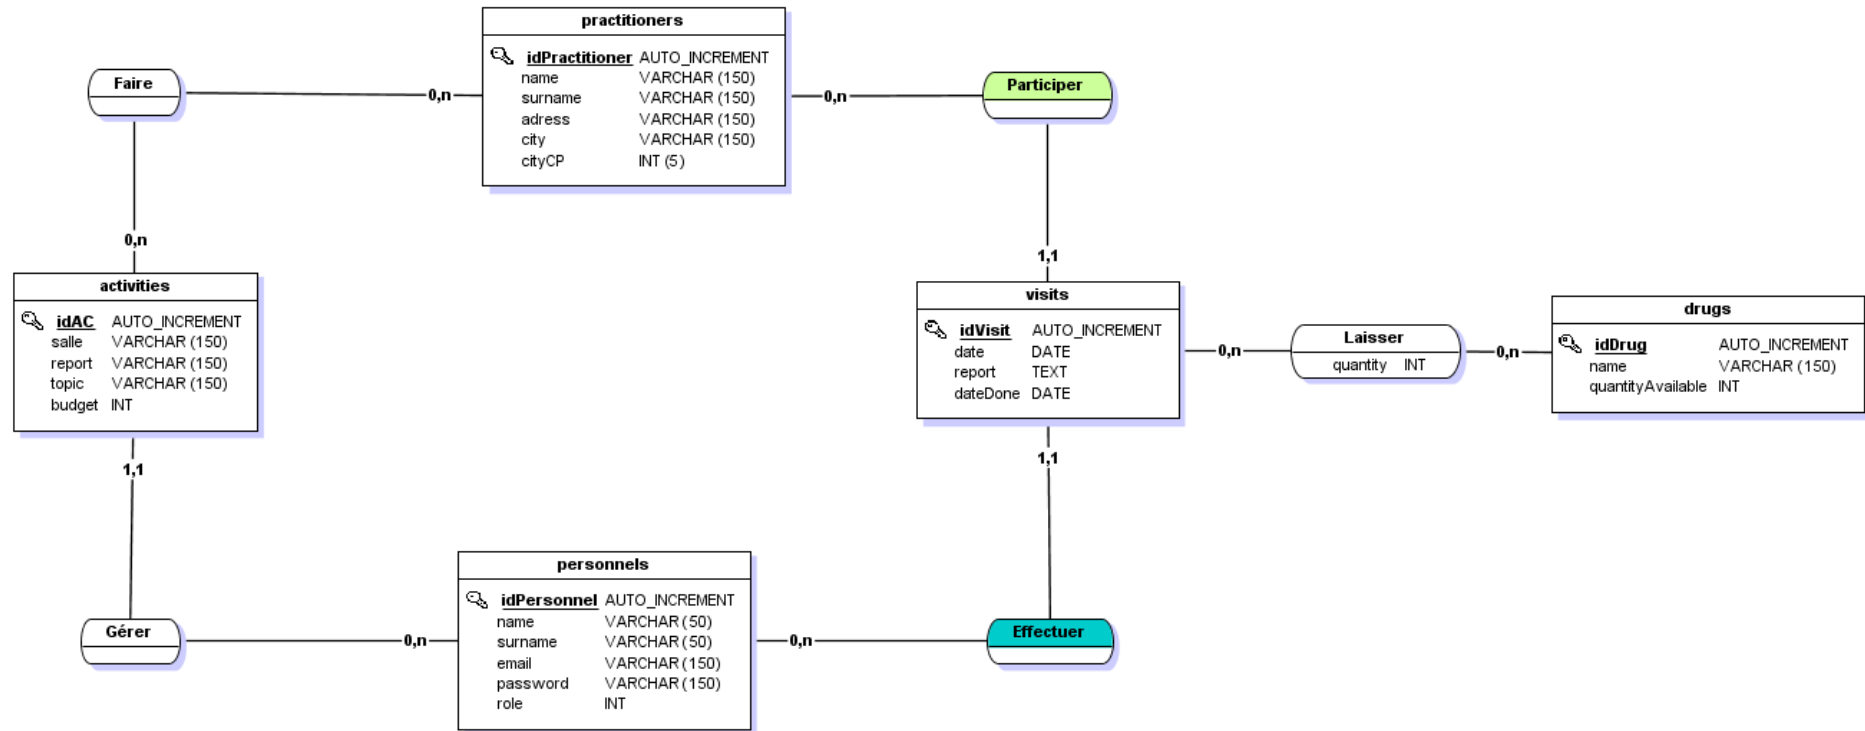 practitioners
idPractitioner AUTO_INCREMENT
name VARCHAR (150)
surname VARCHAR (150)
adress VARCHAR (150)
city VARCHAR (150)
cityCP INT (5)
Faire
0,n
0,n
Participer
0,n
1,1
activities
idAC AUTO_INCREMENT
salle VARCHAR (150)
report VARCHAR (150)
topic VARCHAR (150)
budget INT
visits
idVisit AUTO_INCREMENT
date DATE
report TEXT
dateDone DATE
0,n
Laisser
quantity INT
0,n
drugs
idDrug AUTO_INCREMENT
name VARCHAR (150)
quantityAvailable INT
1,1
1,1
personnels
idPersonnel AUTO_INCREMENT
name VARCHAR (50)
surname VARCHAR (50)
email VARCHAR (150)
password VARCHAR (150)
role INT
Gérer
0,n
0,n
Effectuer